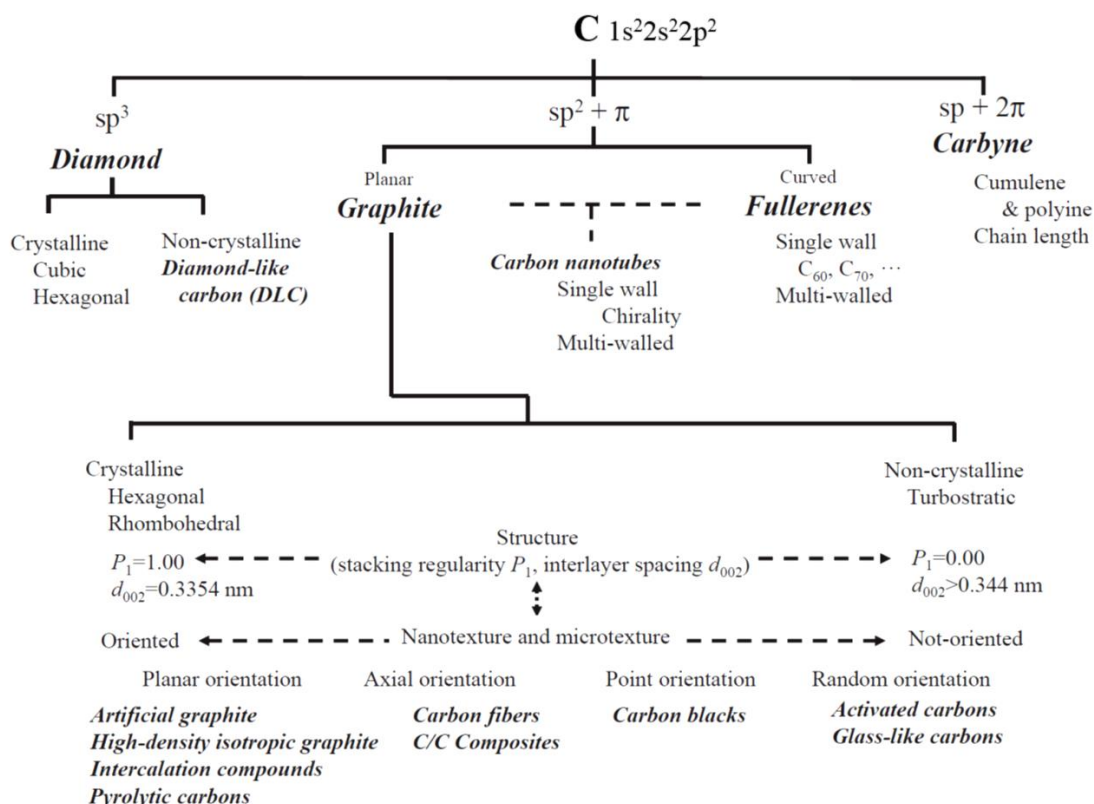 C 1s²2s²2p²
sp³
sp² + π
sp + 2π
Diamond
Carbyne
Planar
Graphite
Curved
Fullerenes
Cumulene
& polyine
Chain length
Crystalline
Cubic
Hexagonal
Non-crystalline
Diamond-like
carbon (DLC)
Carbon nanotubes
Single wall
Chirality
Multi-walled
Single wall
C₆₀, C₇₀, ···
Multi-walled
Crystalline
Hexagonal
Rhombohedral
Non-crystalline
Turbostratic
P₁=1.00
d₀₀₂=0.3354 nm
Structure
(stacking regularity P₁, interlayer spacing d₀₀₂)
P₁=0.00
d₀₀₂>0.344 nm
Oriented
Nanotexture and microtexture
Not-oriented
Planar orientation
Axial orientation
Point orientation
Random orientation
Artificial graphite
High-density isotropic graphite
Intercalation compounds
Pyrolytic carbons
Carbon fibers
C/C Composites
Carbon blacks
Activated carbons
Glass-like carbons